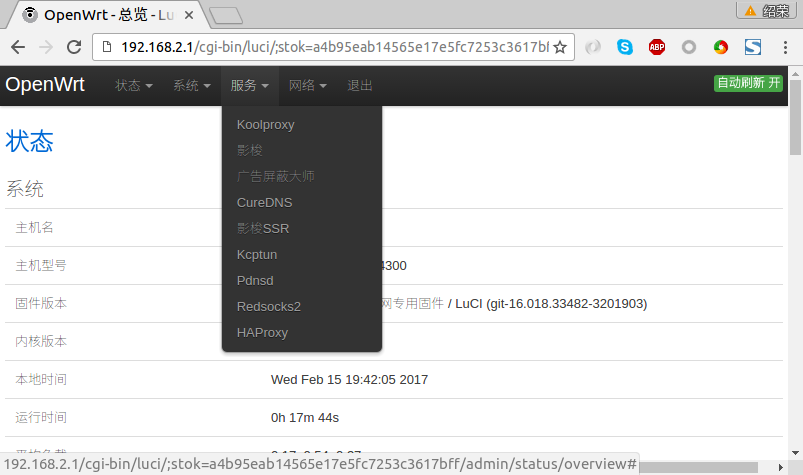 OpenWrt - 总览 - Lu
绍荣
192.168.2.1/cgi-bin/luci/;stok=a4b95eab14565e17e5fc7253c3617bf
ABP
OpenWrt 状态 系统 服务 网络 退出 自动刷新 开
Koolproxy
影梭
广告屏蔽大师
CureDNS
影梭SSR
Kcptun
Pdnsd
Redsocks2
HAProxy
状态
系统
主机名
主机型号 4300
固件版本 网专用固件 / LuCI (git-16.018.33482-3201903)
内核版本
本地时间 Wed Feb 15 19:42:05 2017
运行时间 0h 17m 44s
192.168.2.1/cgi-bin/luci/;stok=a4b95eab14565e17e5fc7253c3617bff/admin/status/overview#